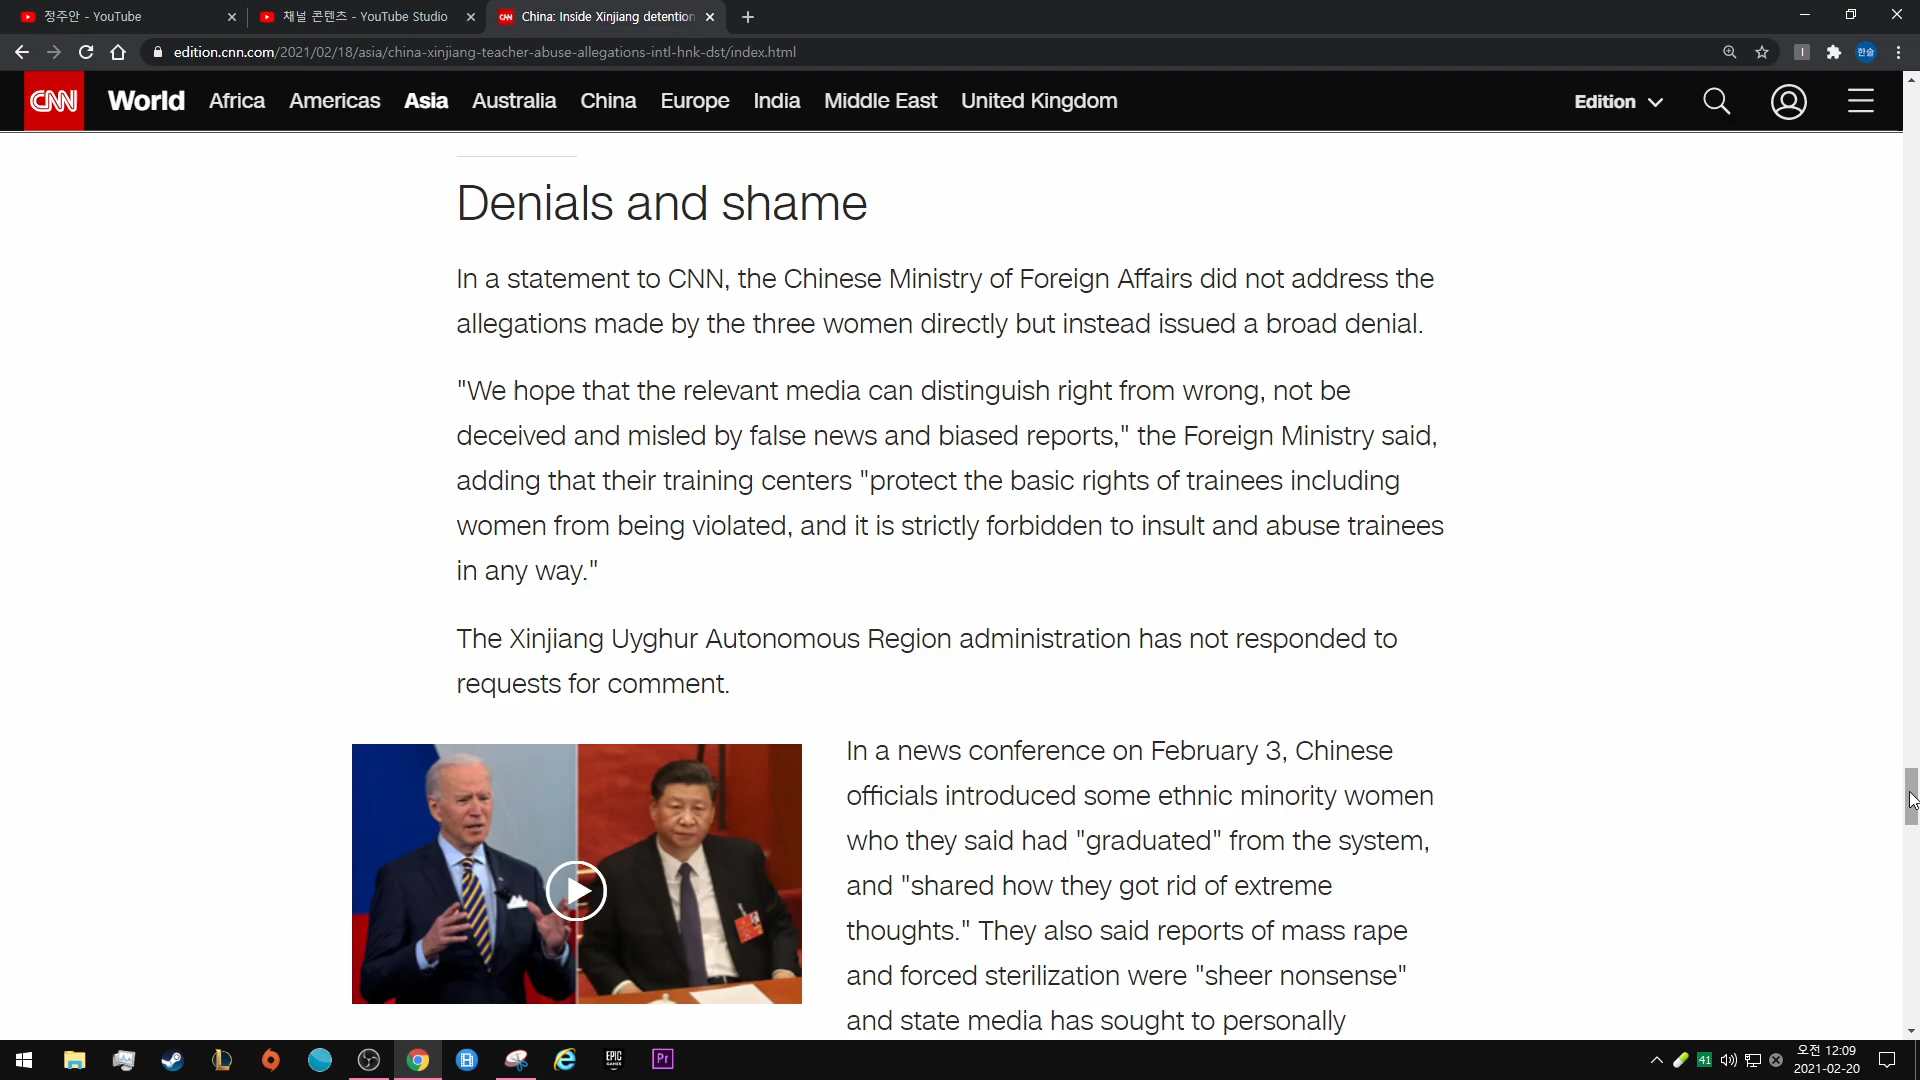 정주안 - YouTube
채널 콘텐츠 - YouTube Studio
CNN China: Inside Xinjiang detention
edition.cnn.com/2021/02/18/asia/china-xinjiang-teacher-abuse-allegations-intl-hnk-dst/index.html
I
한슬
CNN World Africa Americas Asia Australia China Europe India Middle East United Kingdom Edition
Denials and shame
In a statement to CNN, the Chinese Ministry of Foreign Affairs did not address the
allegations made by the three women directly but instead issued a broad denial.
"We hope that the relevant media can distinguish right from wrong, not be
deceived and misled by false news and biased reports," the Foreign Ministry said,
adding that their training centers "protect the basic rights of trainees including
women from being violated, and it is strictly forbidden to insult and abuse trainees
in any way."
The Xinjiang Uyghur Autonomous Region administration has not responded to
requests for comment.
In a news conference on February 3, Chinese
officials introduced some ethnic minority women
who they said had "graduated" from the system,
and "shared how they got rid of extreme
thoughts." They also said reports of mass rape
and forced sterilization were "sheer nonsense"
and state media has sought to personally
EPIC
GAMES
Pr
41
오전 12:09
2021-02-20